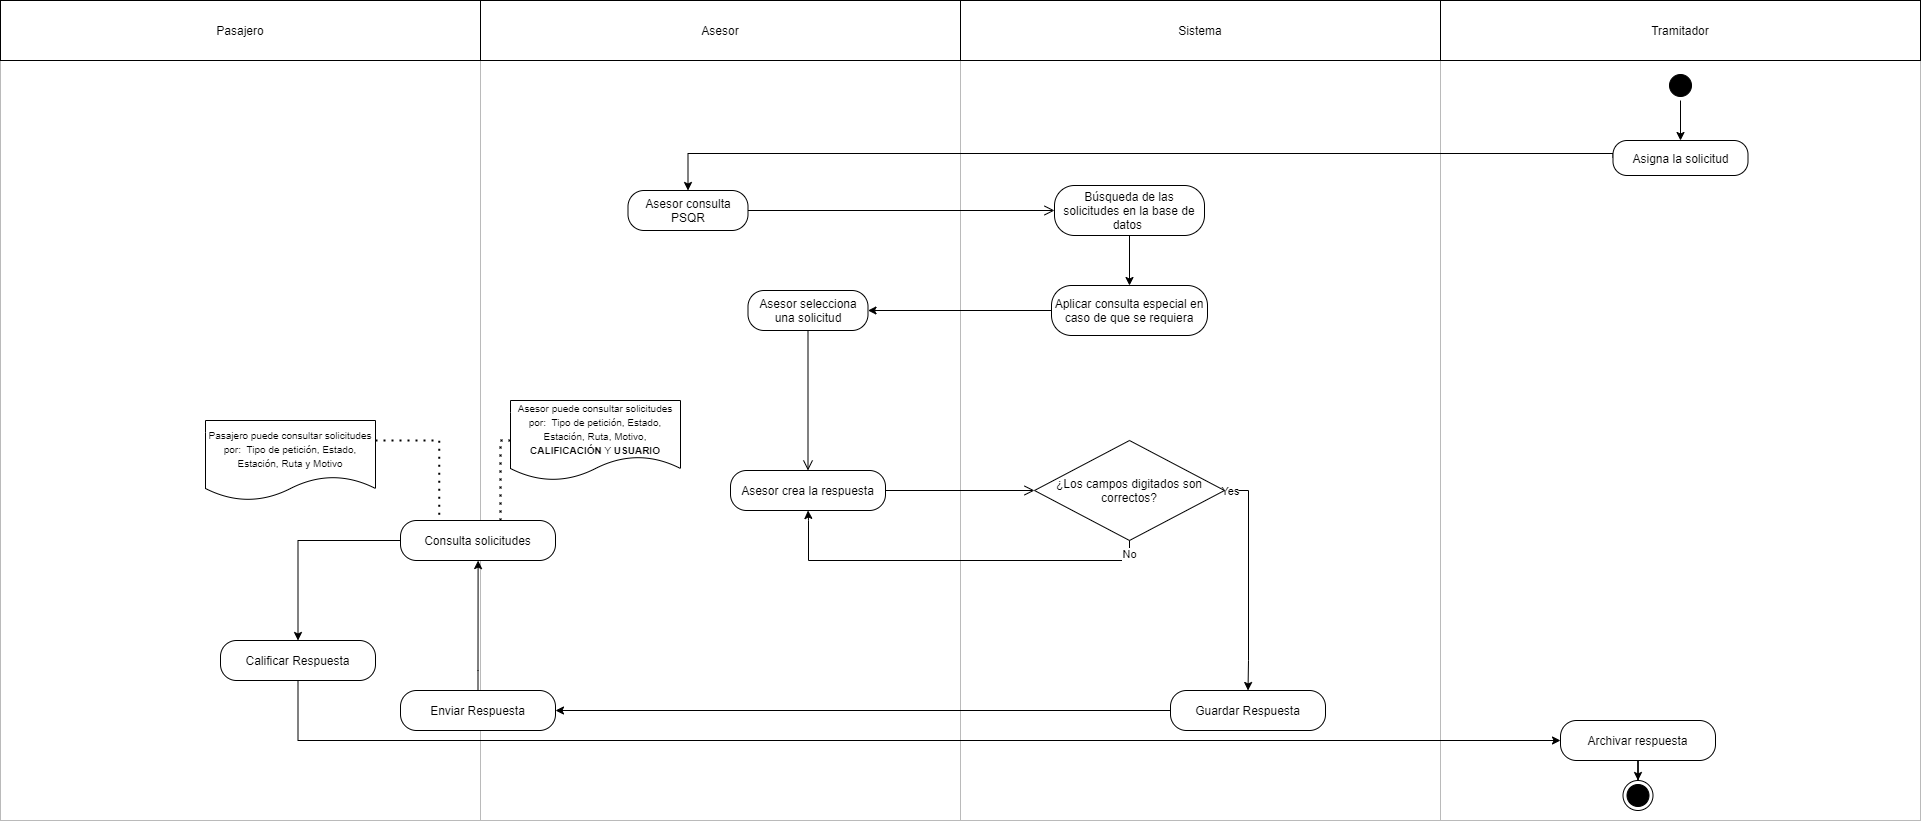 Pasajero
Asesor
Sistema
Tramitador
Asigna la solicitud
Asesor consulta
PSQR
Búsqueda de las
solicitudes en la base de
datos
Asesor selecciona
una solicitud
Aplicar consulta especial en
caso de que se requiera
Pasajero puede consultar solicitudes
por: Tipo de petición, Estado,
Estación, Ruta y Motivo
Asesor puede consultar solicitudes
por: Tipo de petición, Estado,
Estación, Ruta, Motivo,
CALIFICACIÓN Y USUARIO
Asesor crea la respuesta
¿Los campos digitados son
correctos?
Yes
No
Consulta solicitudes
Calificar Respuesta
Enviar Respuesta
Guardar Respuesta
Archivar respuesta